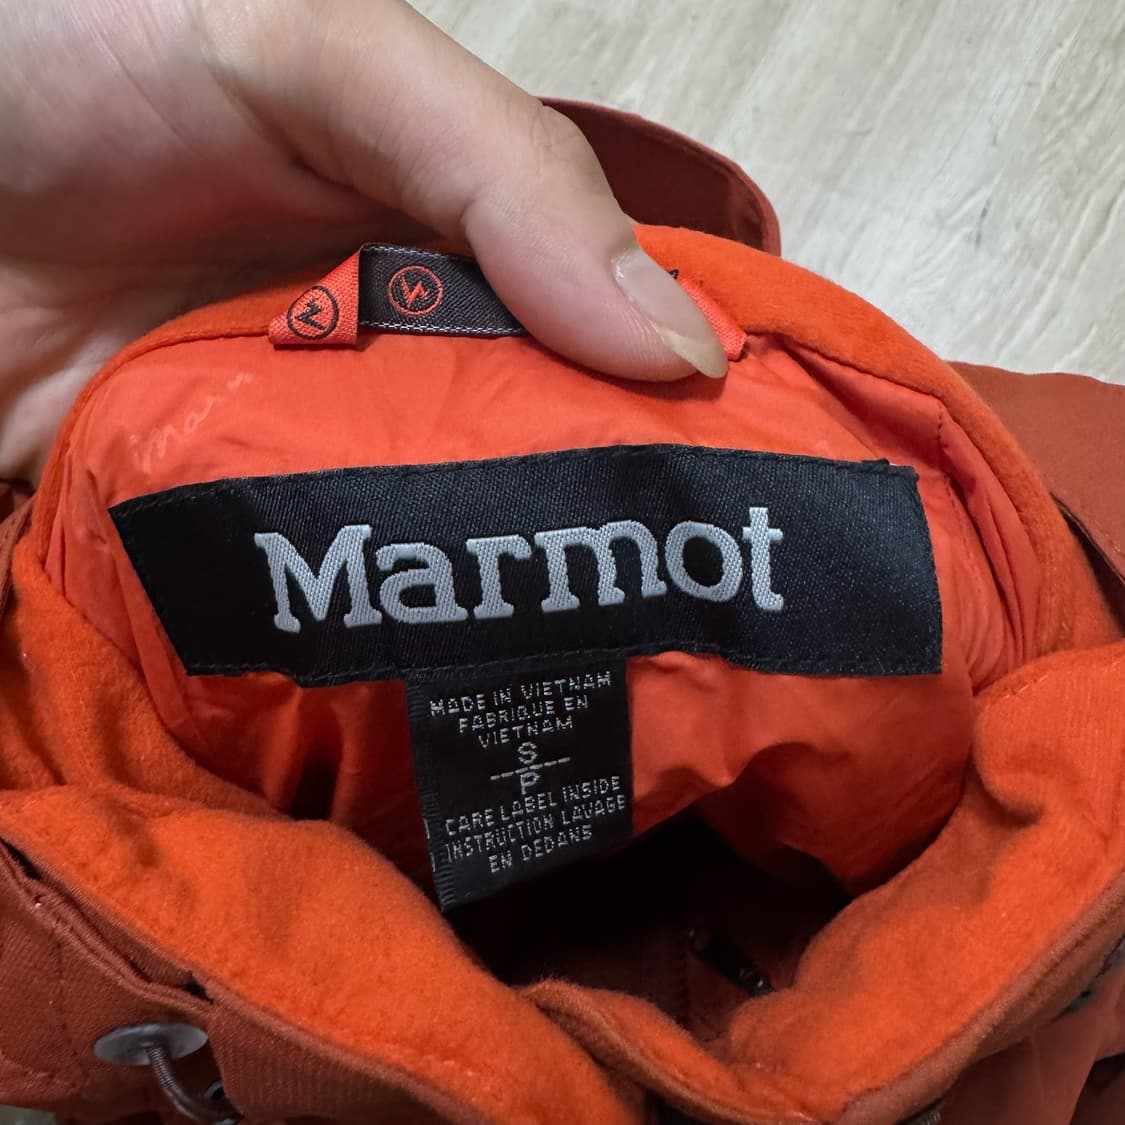 Marmot
MADE IN VIETNAM
FABRIQUE EN
VIETNAM
S
P
CARE LABEL INSIDE
INSTRUCTION LAVAGE
EN DEDANS